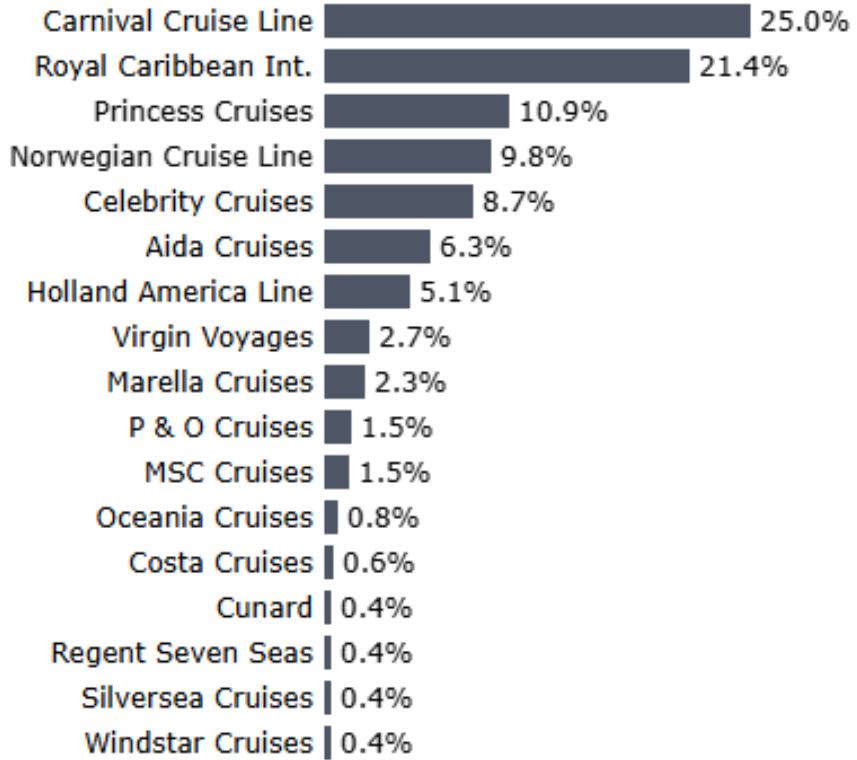 Carnival Cruise Line 25.0%
Royal Caribbean Int. 21.4%
Princess Cruises 10.9%
Norwegian Cruise Line 9.8%
Celebrity Cruises 8.7%
Aida Cruises 6.3%
Holland America Line 5.1%
Virgin Voyages 2.7%
Marella Cruises 2.3%
P & O Cruises 1.5%
MSC Cruises 1.5%
Oceania Cruises 0.8%
Costa Cruises 0.6%
Cunard 0.4%
Regent Seven Seas 0.4%
Silversea Cruises 0.4%
Windstar Cruises 0.4%